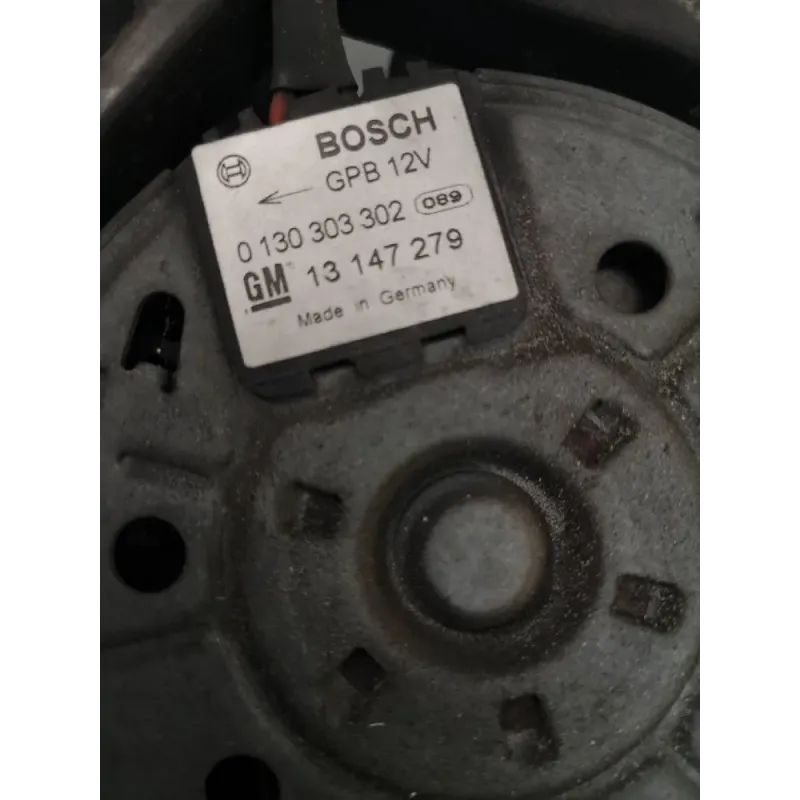 BOSCH
GPB 12V
0 130 303 302 089
GM 13 147 279
Made in Germany